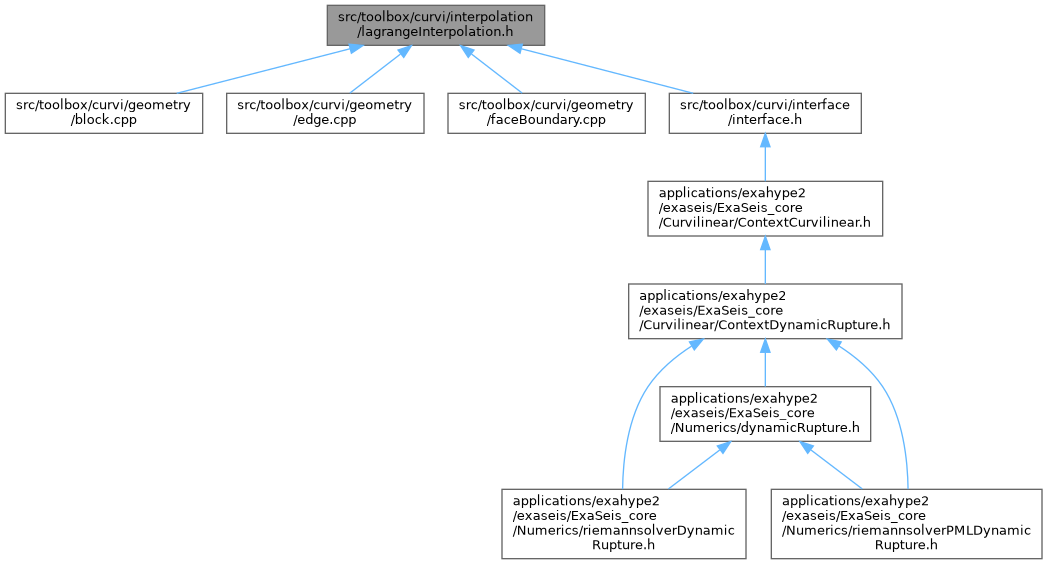 src/toolbox/curvi/interpolation
/lagrangeInterpolation.h
src/toolbox/curvi/geometry
/block.cpp
src/toolbox/curvi/geometry
/edge.cpp
src/toolbox/curvi/geometry
/faceBoundary.cpp
src/toolbox/curvi/interface
/interface.h
applications/exahype2
/exaseis/ExaSeis_core
/Curvilinear/ContextCurvilinear.h
applications/exahype2
/exaseis/ExaSeis_core
/Curvilinear/ContextDynamicRupture.h
applications/exahype2
/exaseis/ExaSeis_core
/Numerics/dynamicRupture.h
applications/exahype2
/exaseis/ExaSeis_core
/Numerics/riemannsolverDynamic
Rupture.h
applications/exahype2
/exaseis/ExaSeis_core
/Numerics/riemannsolverPMLDynamic
Rupture.h